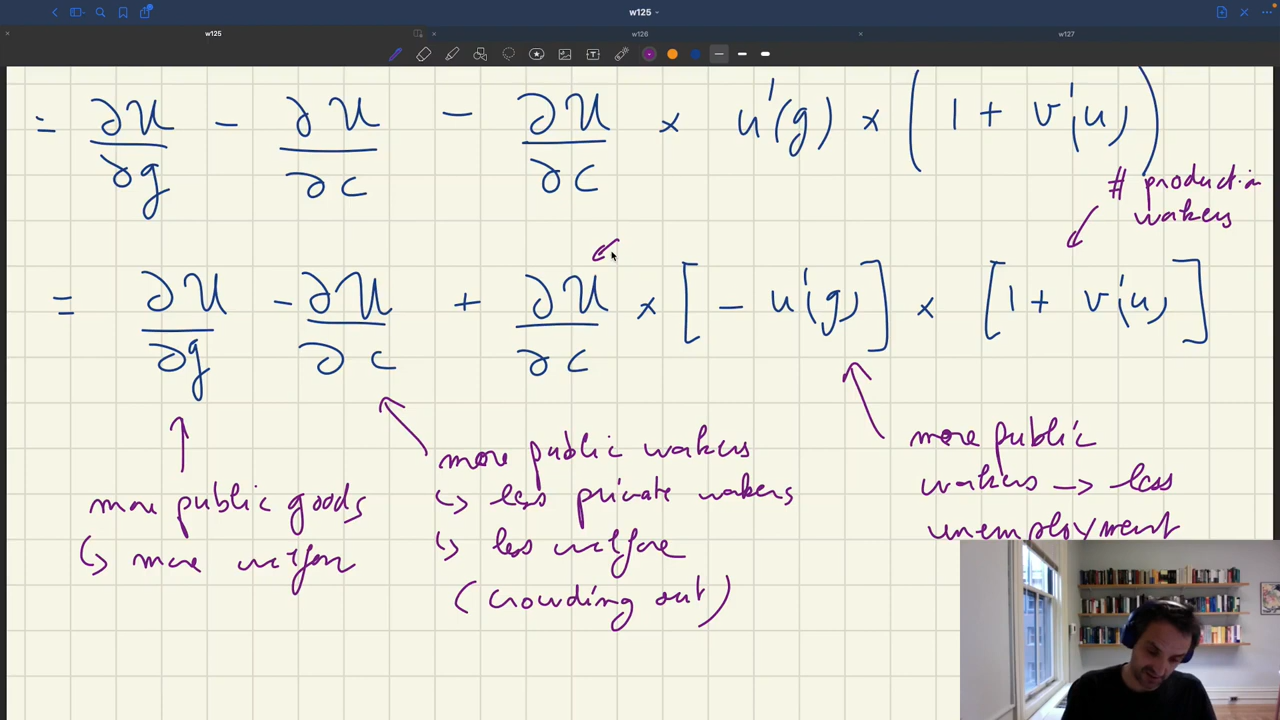 w125
w125
w126
w127
= ∂U/∂g - ∂U/∂c - ∂U/∂c × u'(g) × (1 + v'(u))
# production
workers
= ∂U/∂g - ∂U/∂c + ∂U/∂c × [- u'(g)] × [1 + v'(u)]
more public goods
↳ more welfare
more public workers
↳ less private workers
↳ less welfare
(crowding out)
more public
workers → less
unemployment